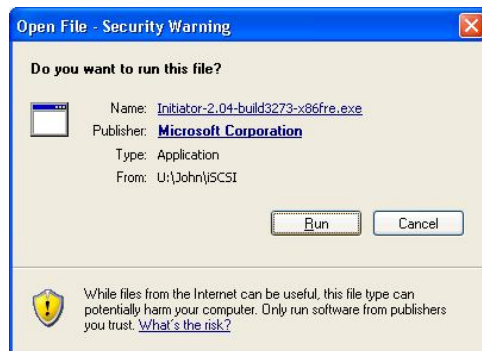 Open File - Security Warning
Do you want to run this file?
Name: Initiator-2.04-build3273-x86fre.exe
Publisher: Microsoft Corporation
Type: Application
From: U:\John\iSCSI
Run Cancel
While files from the Internet can be useful, this file type can
potentially harm your computer. Only run software from publishers
you trust. What's the risk?